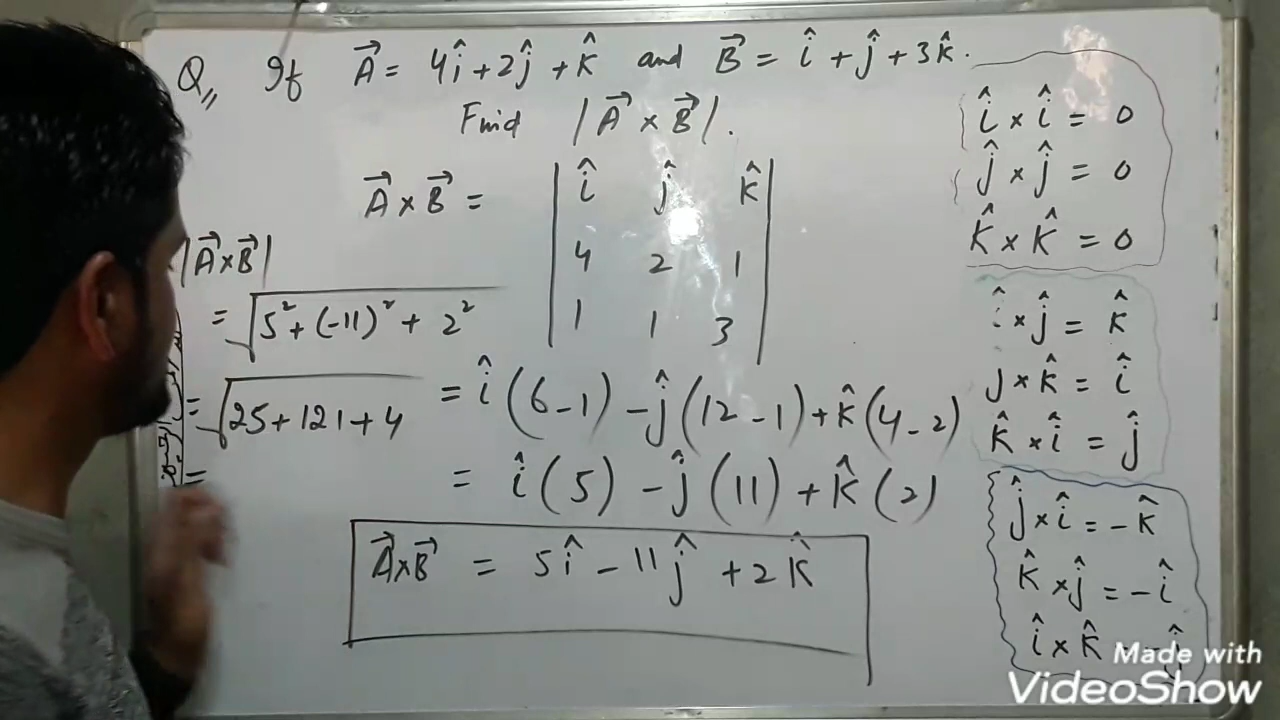 Q,, If A⃗ = 4î + 2ĵ + k̂ and B⃗ = î + ĵ + 3k̂.
Find |A⃗ × B⃗|.
A⃗ × B⃗ =
î ĵ k̂
4 2 1
1 1 3
= î(6-1) - ĵ(12-1) + k̂(4-2)
= î(5) - ĵ(11) + k̂(2)
A⃗×B⃗ = 5î - 11ĵ + 2k̂
|A⃗×B⃗|
= √(5² + (-11)² + 2²)
= √(25+121+4)
=
î × î = 0
ĵ × ĵ = 0
k̂ × k̂ = 0
î × ĵ = k̂
j × k̂ = î
k̂ × î = ĵ
ĵ × î = -k̂
k̂ × ĵ = -î
î × k̂
Made with
VideoShow